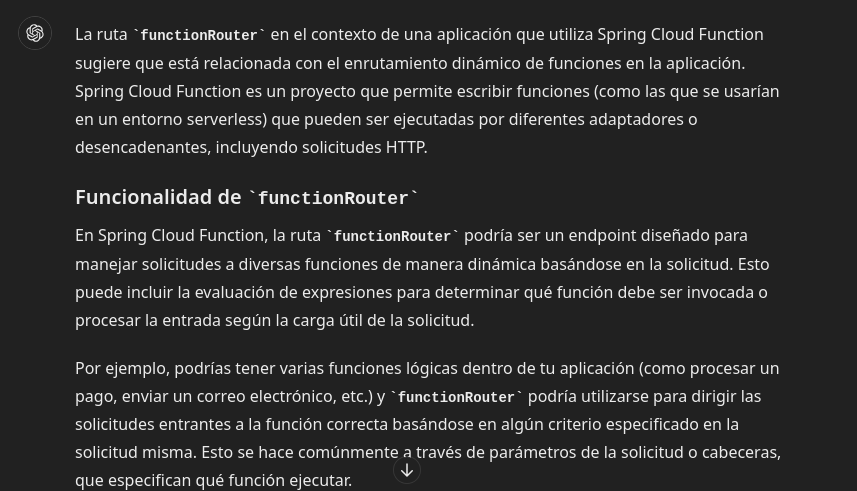 La ruta `functionRouter` en el contexto de una aplicación que utiliza Spring Cloud Function
sugiere que está relacionada con el enrutamiento dinámico de funciones en la aplicación.
Spring Cloud Function es un proyecto que permite escribir funciones (como las que se usarían
en un entorno serverless) que pueden ser ejecutadas por diferentes adaptadores o
desencadenantes, incluyendo solicitudes HTTP.
Funcionalidad de `functionRouter`
En Spring Cloud Function, la ruta `functionRouter` podría ser un endpoint diseñado para
manejar solicitudes a diversas funciones de manera dinámica basándose en la solicitud. Esto
puede incluir la evaluación de expresiones para determinar qué función debe ser invocada o
procesar la entrada según la carga útil de la solicitud.
Por ejemplo, podrías tener varias funciones lógicas dentro de tu aplicación (como procesar un
pago, enviar un correo electrónico, etc.) y `functionRouter` podría utilizarse para dirigir las
solicitudes entrantes a la función correcta basándose en algún criterio especificado en la
solicitud misma. Esto se hace comúnmente a través de parámetros de la solicitud o cabeceras,
que especifican qué función ejecutar.